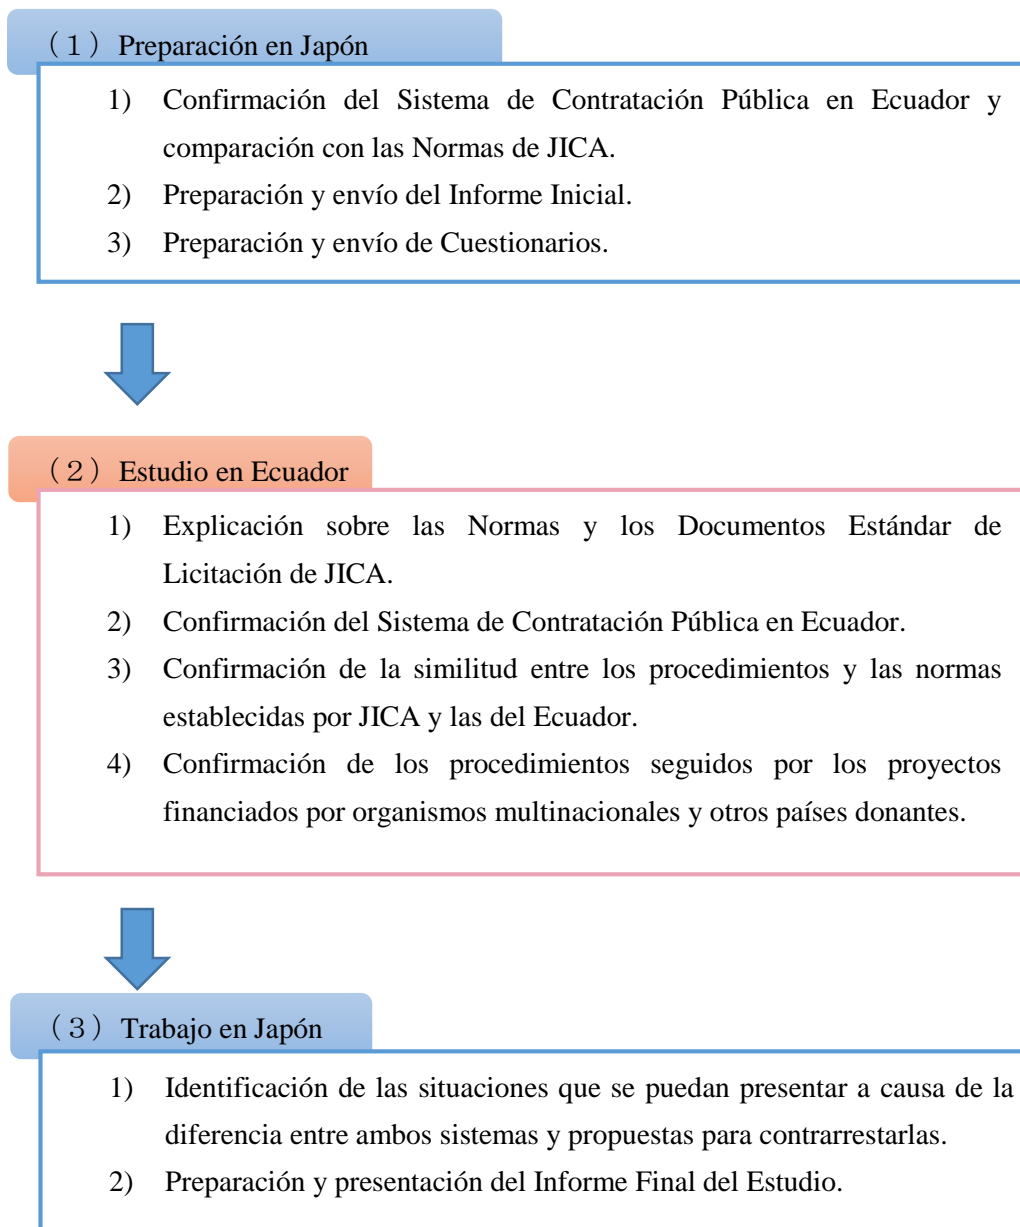 （１）Preparación en Japón
1) Confirmación del Sistema de Contratación Pública en Ecuador y
comparación con las Normas de JICA.
2) Preparación y envío del Informe Inicial.
3) Preparación y envío de Cuestionarios.
（２）Estudio en Ecuador
1) Explicación sobre las Normas y los Documentos Estándar de
Licitación de JICA.
2) Confirmación del Sistema de Contratación Pública en Ecuador.
3) Confirmación de la similitud entre los procedimientos y las normas
establecidas por JICA y las del Ecuador.
4) Confirmación de los procedimientos seguidos por los proyectos
financiados por organismos multinacionales y otros países donantes.
（３）Trabajo en Japón
1) Identificación de las situaciones que se puedan presentar a causa de la
diferencia entre ambos sistemas y propuestas para contrarrestarlas.
2) Preparación y presentación del Informe Final del Estudio.